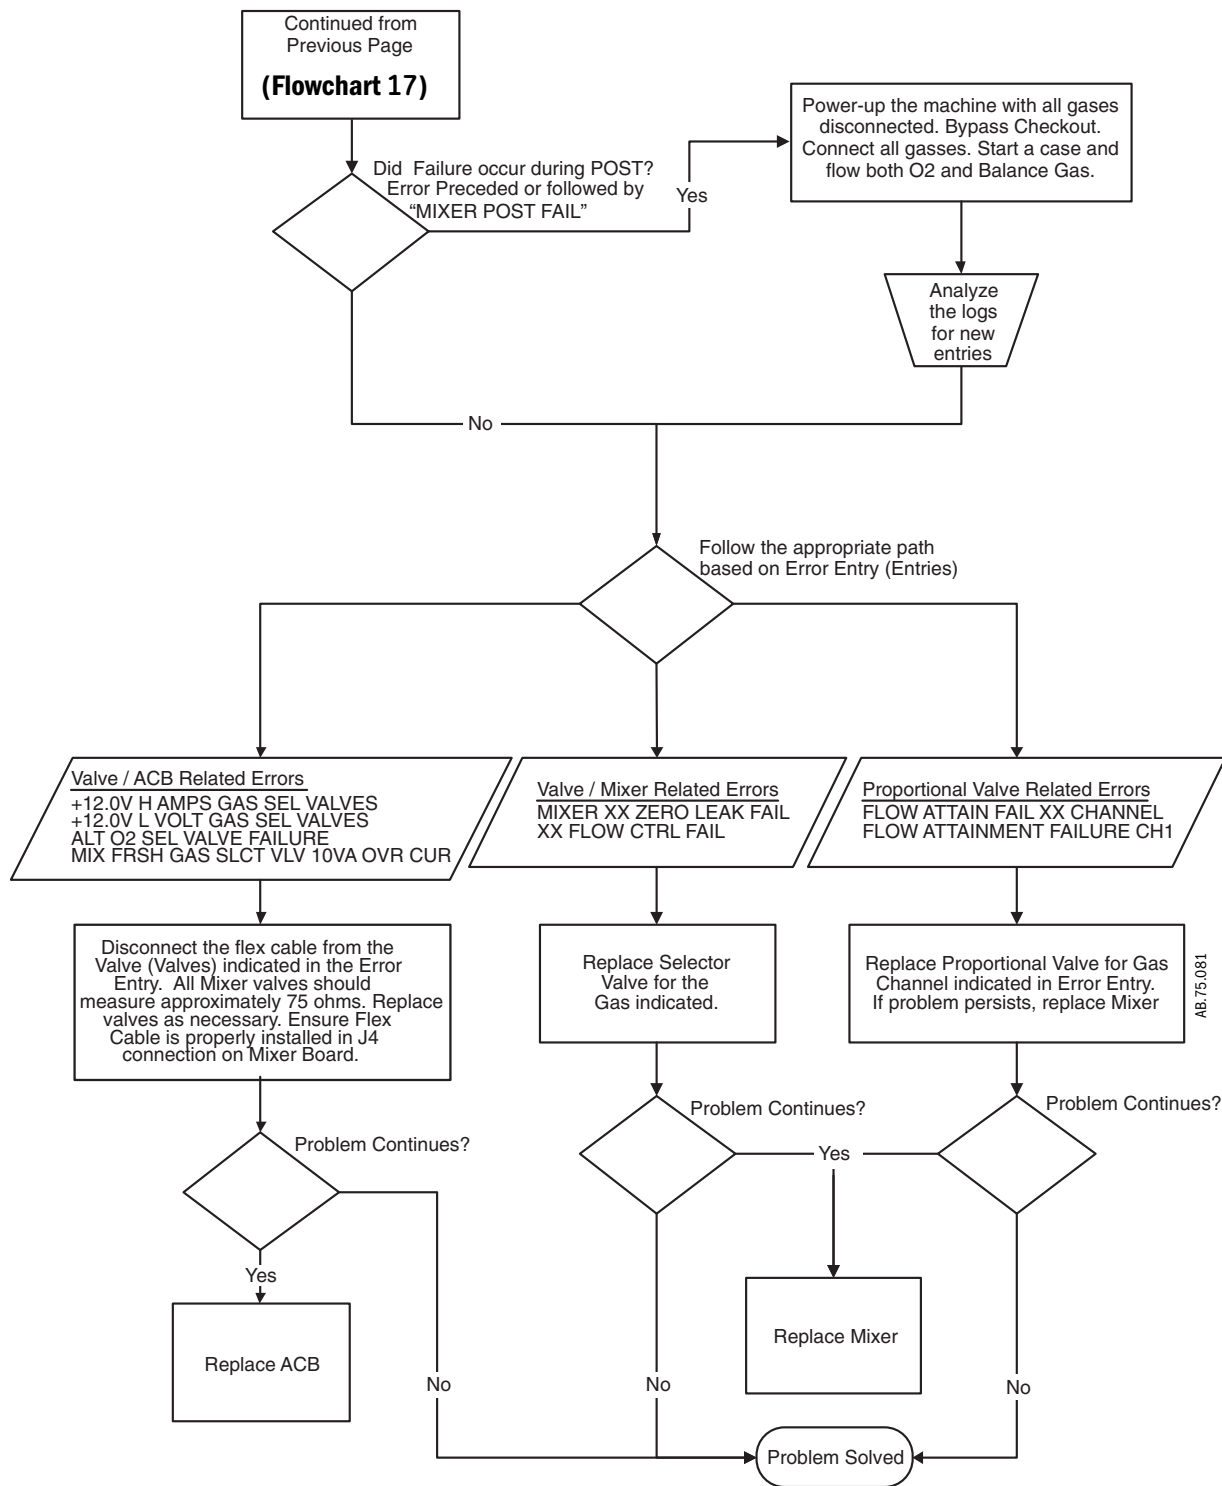 Continued from
Previous Page
(Flowchart 17)
Did Failure occur during POST?
Error Preceded or followed by
“MIXER POST FAIL”
Yes
Power-up the machine with all gases
disconnected. Bypass Checkout.
Connect all gasses. Start a case and
flow both O2 and Balance Gas.
Analyze
the logs
for new
entries
No
Follow the appropriate path
based on Error Entry (Entries)
Valve / ACB Related Errors
+12.0V H AMPS GAS SEL VALVES
+12.0V L VOLT GAS SEL VALVES
ALT O2 SEL VALVE FAILURE
MIX FRSH GAS SLCT VLV 10VA OVR CUR
Valve / Mixer Related Errors
MIXER XX ZERO LEAK FAIL
XX FLOW CTRL FAIL
Proportional Valve Related Errors
FLOW ATTAIN FAIL XX CHANNEL
FLOW ATTAINMENT FAILURE CH1
Disconnect the flex cable from the
Valve (Valves) indicated in the Error
Entry. All Mixer valves should
measure approximately 75 ohms. Replace
valves as necessary. Ensure Flex
Cable is properly installed in J4
connection on Mixer Board.
Replace Selector
Valve for the
Gas indicated.
Replace Proportional Valve for Gas
Channel indicated in Error Entry.
If problem persists, replace Mixer
AB.75.081
Problem Continues?
Problem Continues?
Problem Continues?
Yes
Yes
Replace ACB
Replace Mixer
No
No
No
Problem Solved